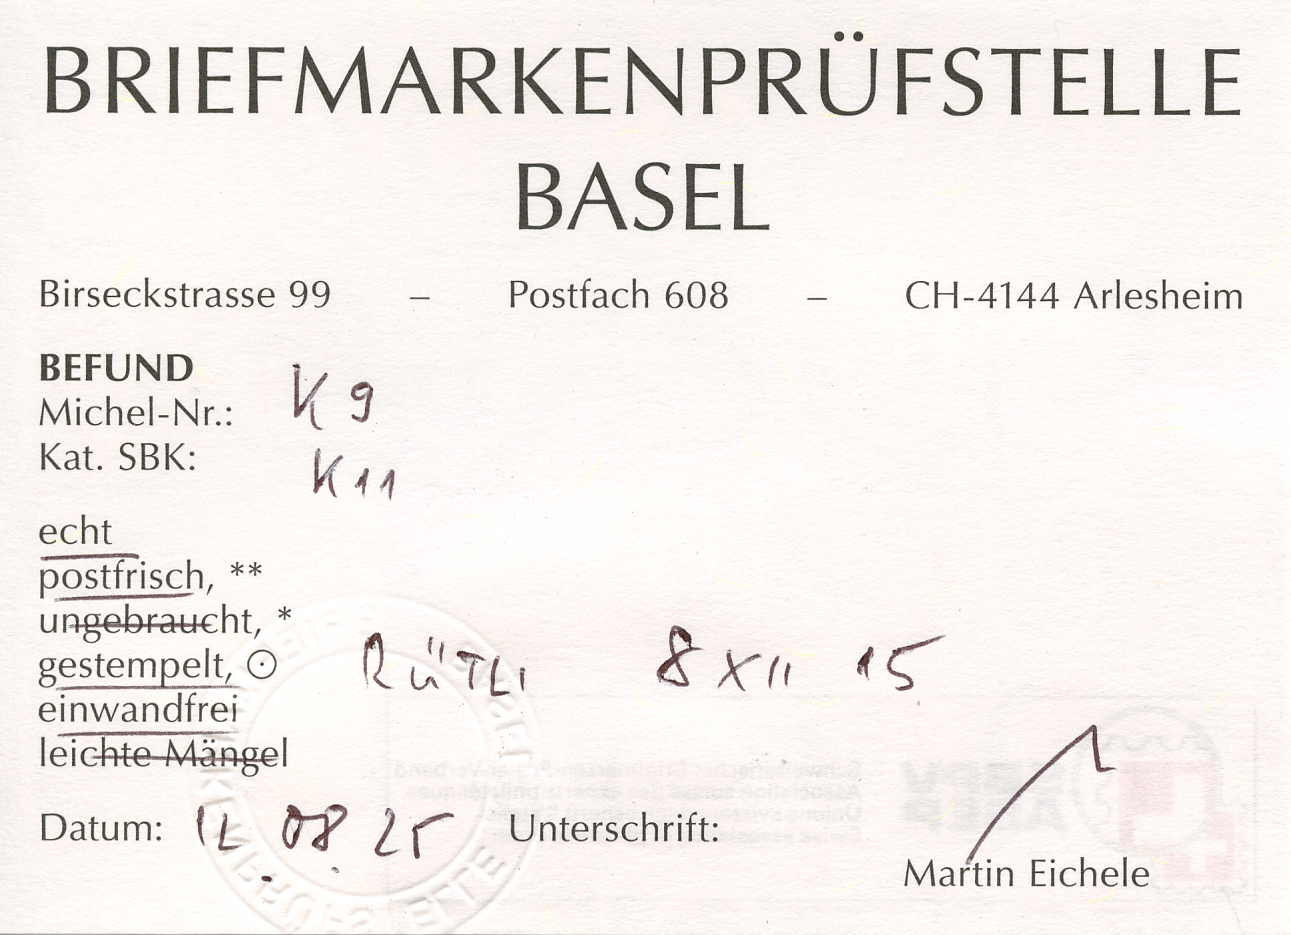 BRIEFMARKENPRÜFSTELLE
BASEL
Birseckstrasse 99 – Postfach 608 – CH-4144 Arlesheim
BEFUND
Michel-Nr.: K 9
Kat. SBK: K 11
echt
postfrisch, **
ungebraucht, *
gestempelt, ⊙ RüTLi 8 XII 15
einwandfrei
leichte Mängel
Datum: 12. 08. 25 Unterschrift:
Martin Eichele